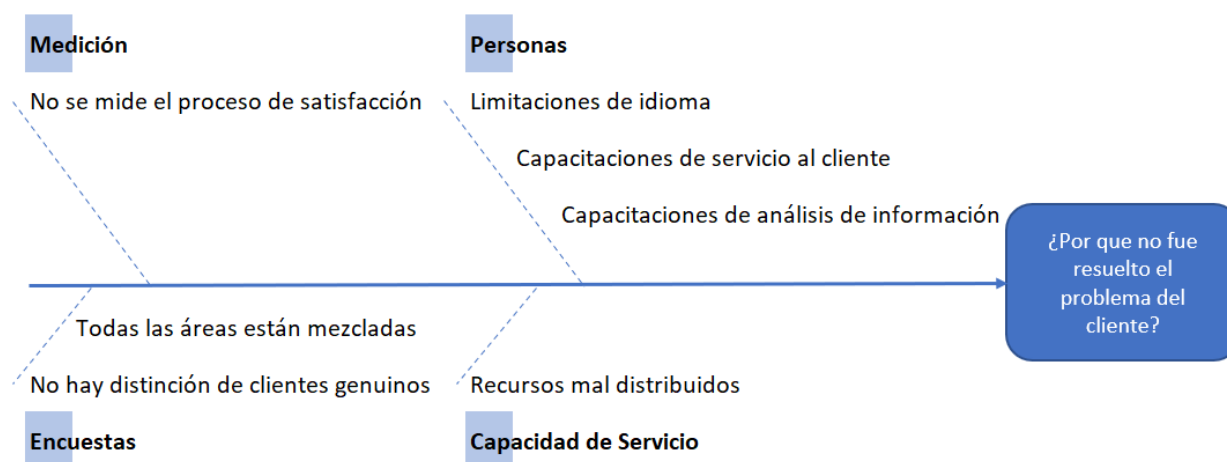 Medición
No se mide el proceso de satisfacción
Personas
Limitaciones de idioma
Capacitaciones de servicio al cliente
Capacitaciones de análisis de información
¿Por que no fue
resuelto el
problema del
cliente?
Todas las áreas están mezcladas
No hay distinción de clientes genuinos
Encuestas
Recursos mal distribuidos
Capacidad de Servicio